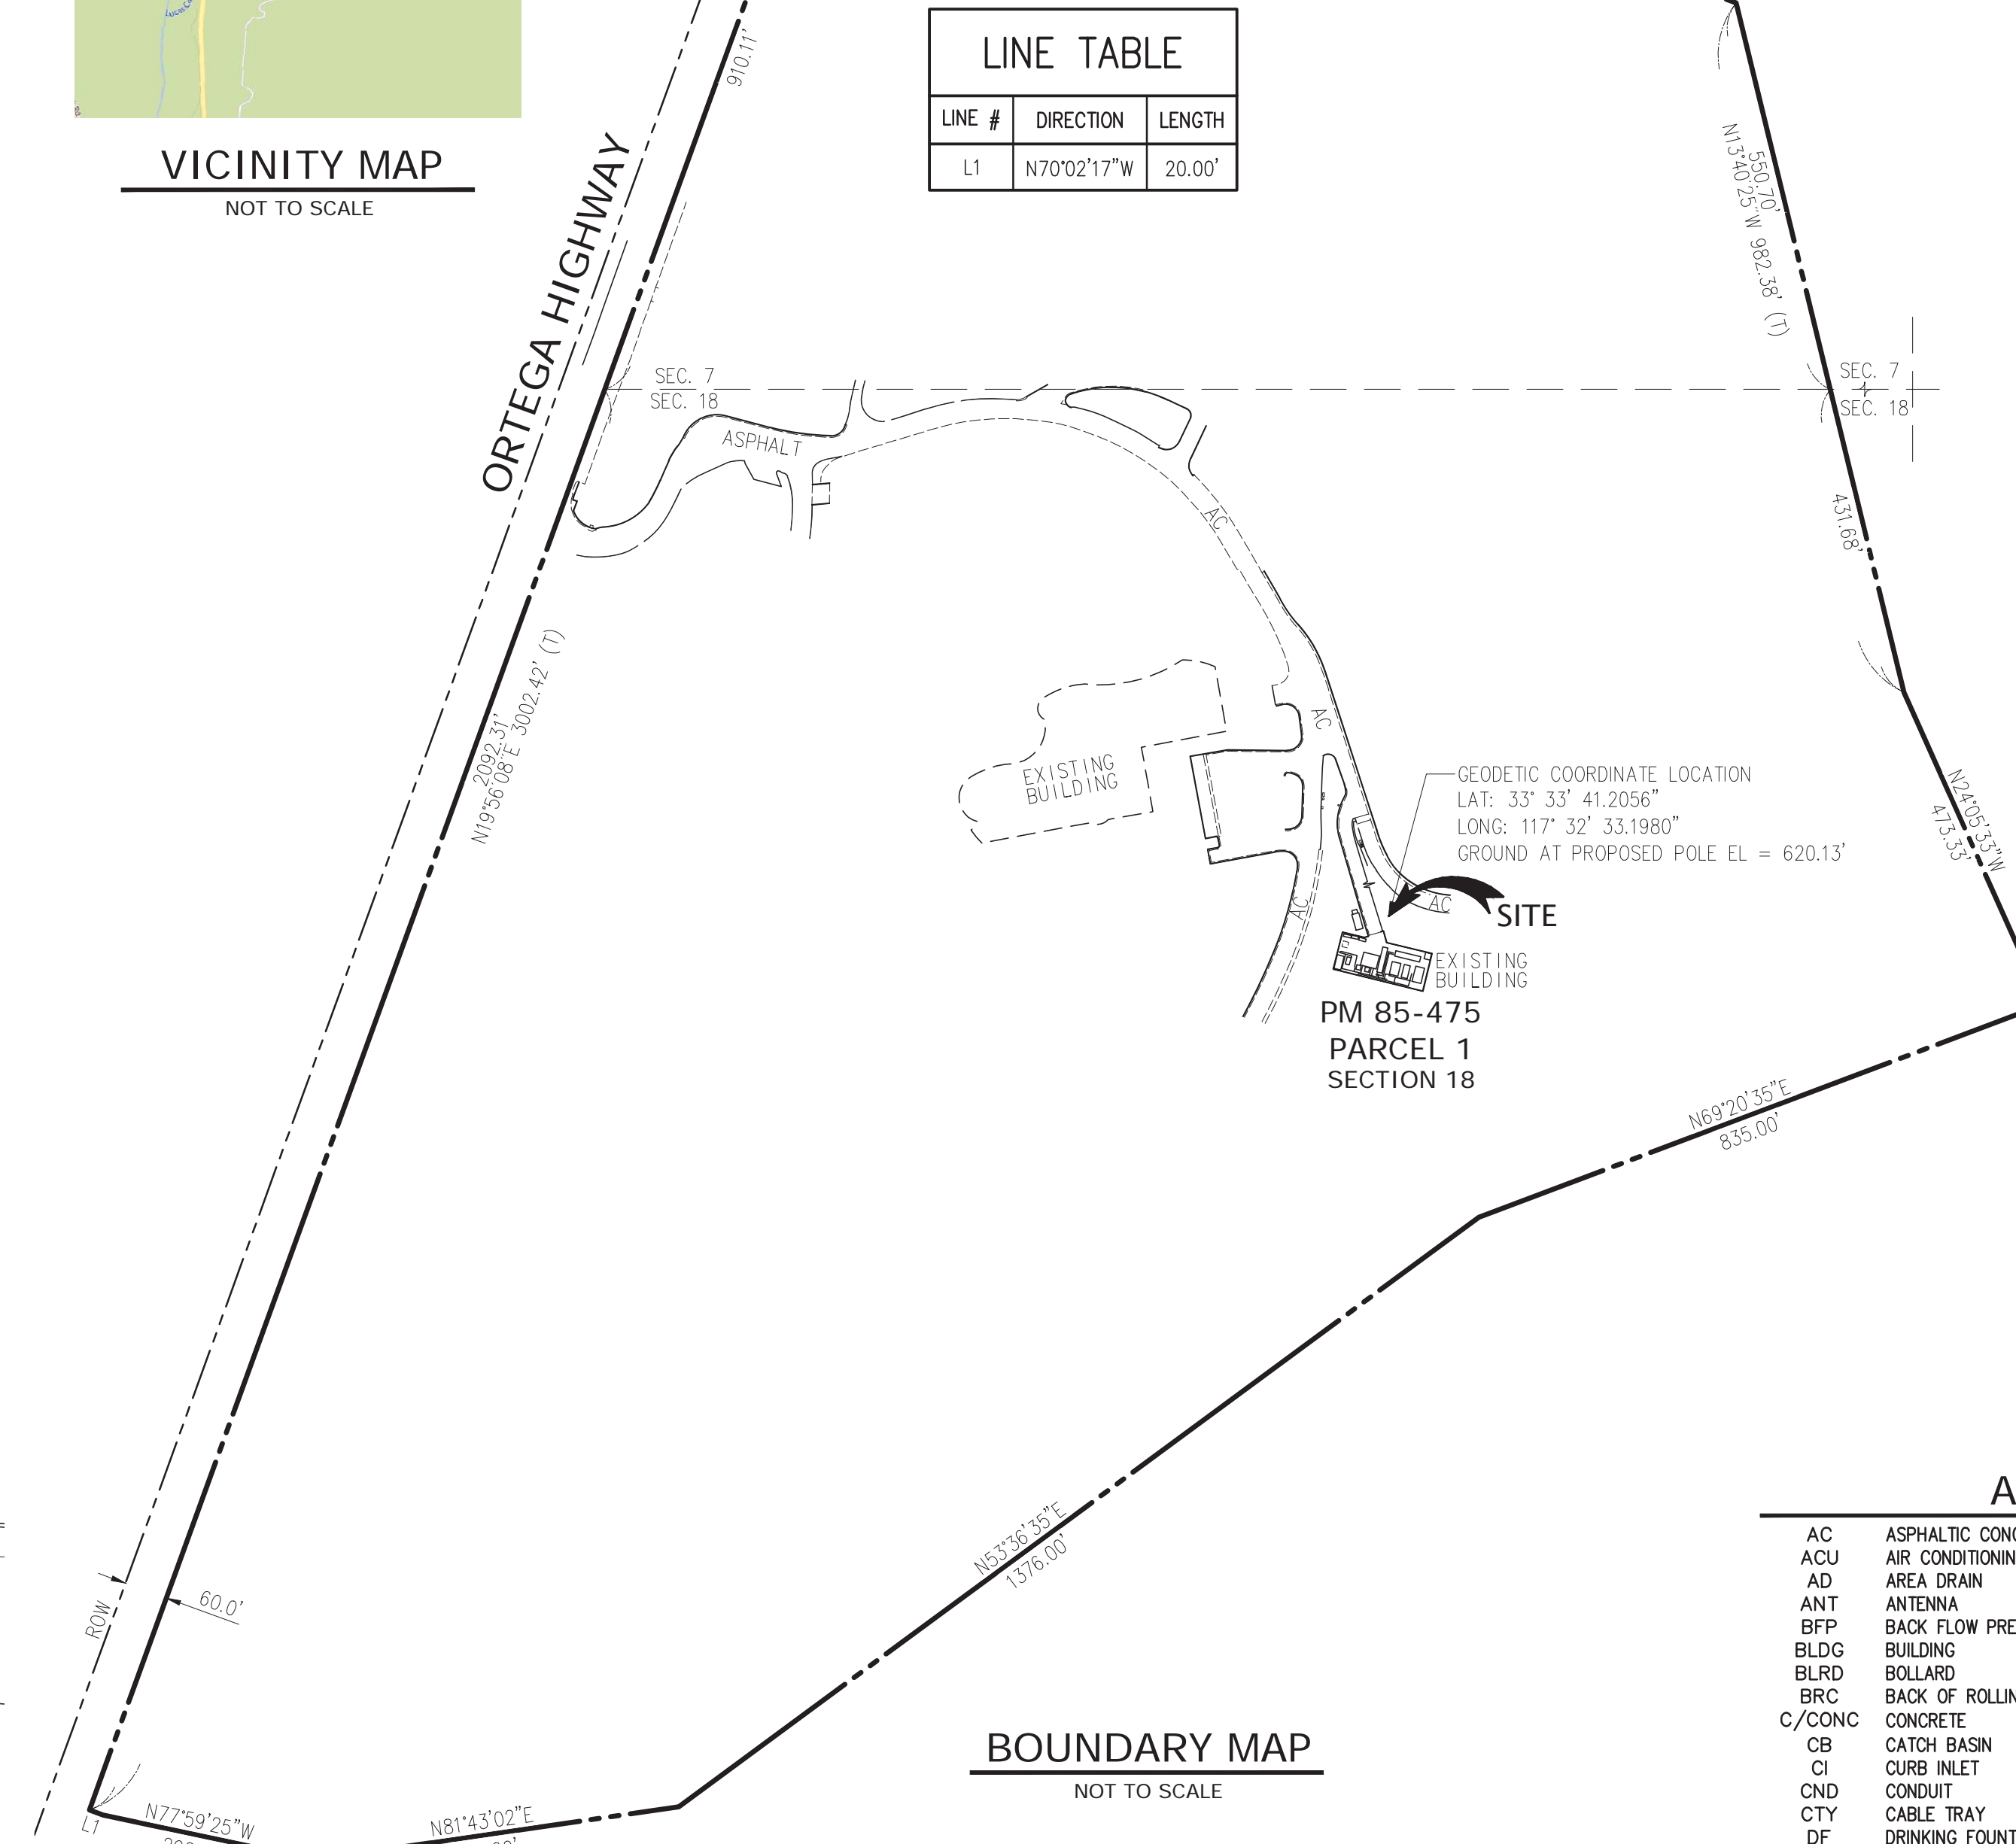 VICINITY MAP
NOT TO SCALE
LINE TABLE
LINE # DIRECTION LENGTH
L1 N70°02'17"W 20.00'
910.11'
ORTEGA HIGHWAY
550.70'
N13°40'25"W 982.38' (T)
SEC. 7
SEC. 18
SEC. 7
SEC. 18
ASPHALT
AC
431.68'
2092.31'
N19°56'08"E 3002.42' (T)
AC
EXISTING
BUILDING
GEODETIC COORDINATE LOCATION
LAT: 33° 33' 41.2056"
LONG: 117° 32' 33.1980"
GROUND AT PROPOSED POLE EL = 620.13'
N24°05'33"W
473.33'
AC
AC
SITE
EXISTING
BUILDING
PM 85-475
PARCEL 1
SECTION 18
N69°20'35"E
835.00'
N53°36'35"E
1376.00'
60.0'
ROW
L1
N77°59'25"W
N81°43'02"E
BOUNDARY MAP
NOT TO SCALE
A
AC ASPHALTIC CONC
ACU AIR CONDITIONIN
AD AREA DRAIN
ANT ANTENNA
BFP BACK FLOW PRE
BLDG BUILDING
BLRD BOLLARD
BRC BACK OF ROLLIN
C/CONC CONCRETE
CB CATCH BASIN
CI CURB INLET
CND CONDUIT
CTY CABLE TRAY
DF DRINKING FOUNT